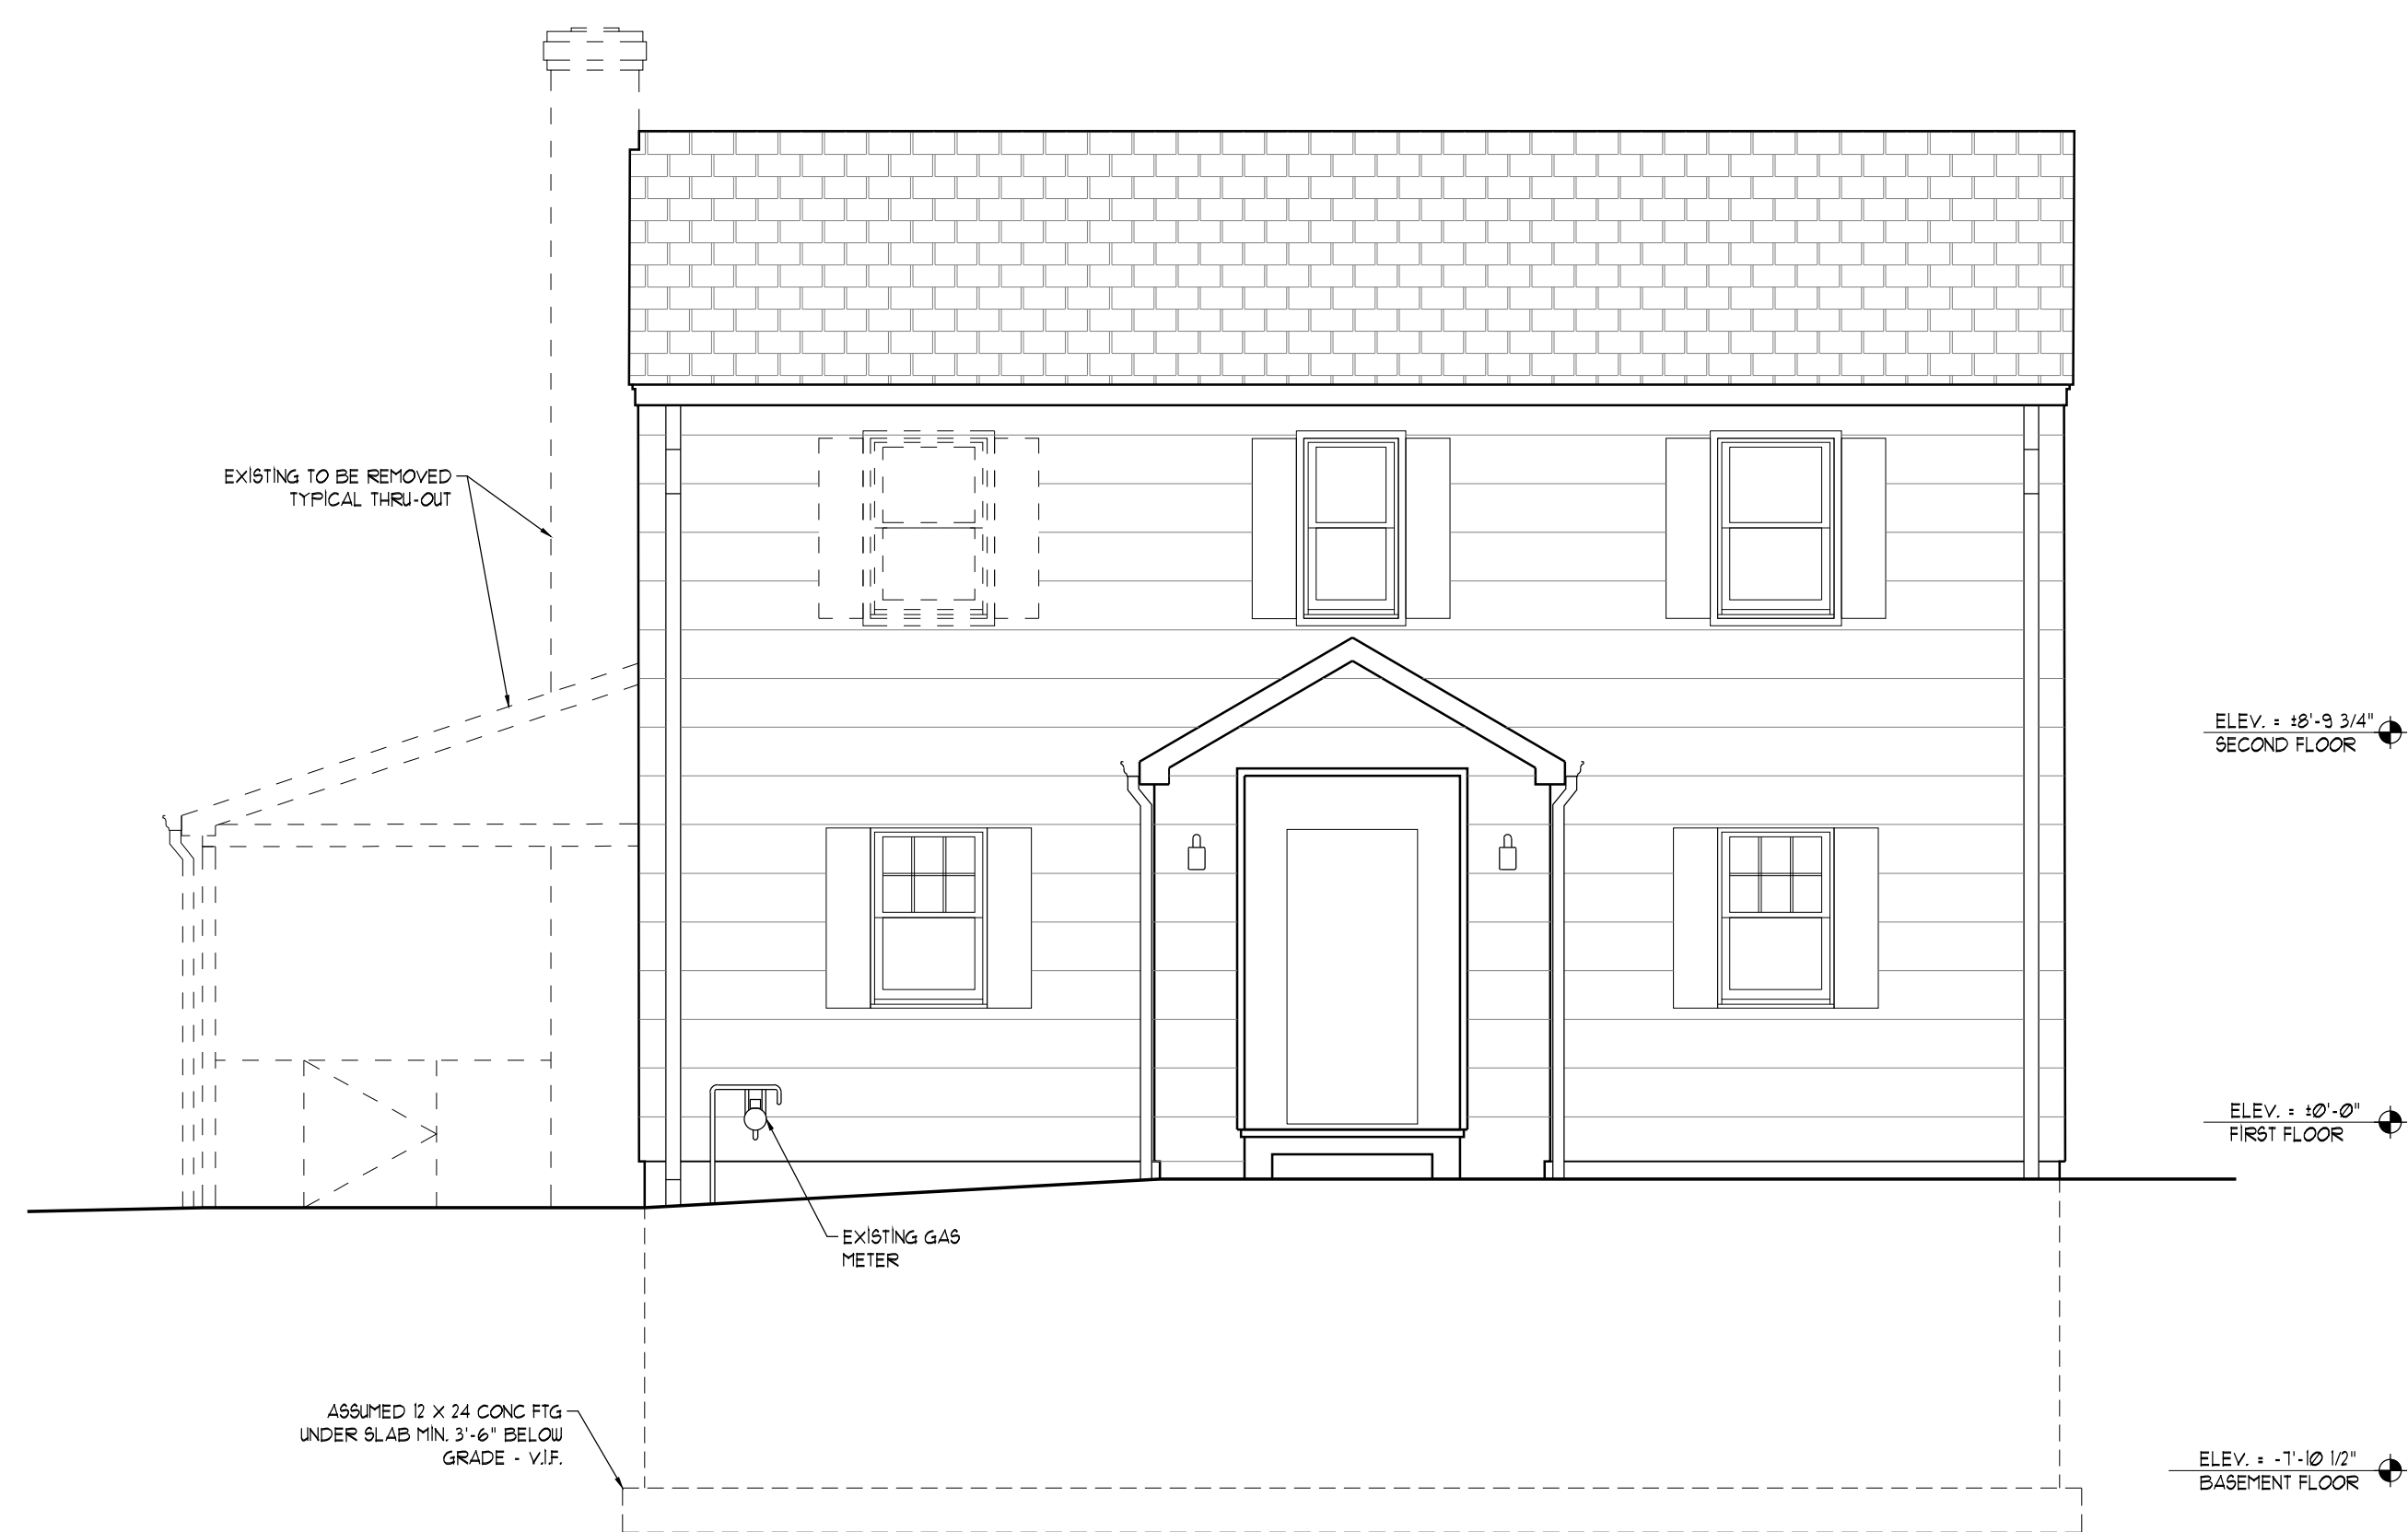 EXISTING TO BE REMOVED
TYPICAL THRU-OUT
ELEV. = ±8'-9 3/4"
SECOND FLOOR
ELEV. = ±0'-0"
FIRST FLOOR
EXISTING GAS
METER
ASSUMED 12 X 24 CONC FTG
UNDER SLAB MIN. 3'-6" BELOW
GRADE - V.I.F.
ELEV. = -7'-10 1/2"
BASEMENT FLOOR